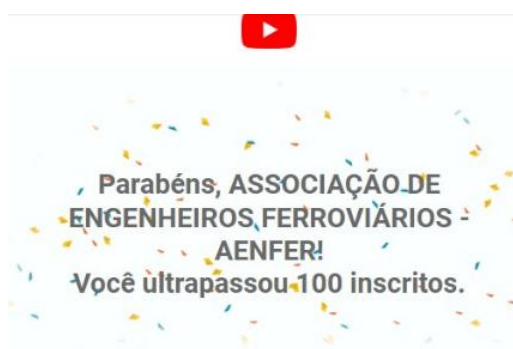 Parabéns, ASSOCIAÇÃO DE
ENGENHEIROS FERROVIÁRIOS -
AENFER!
Você ultrapassou 100 inscritos.